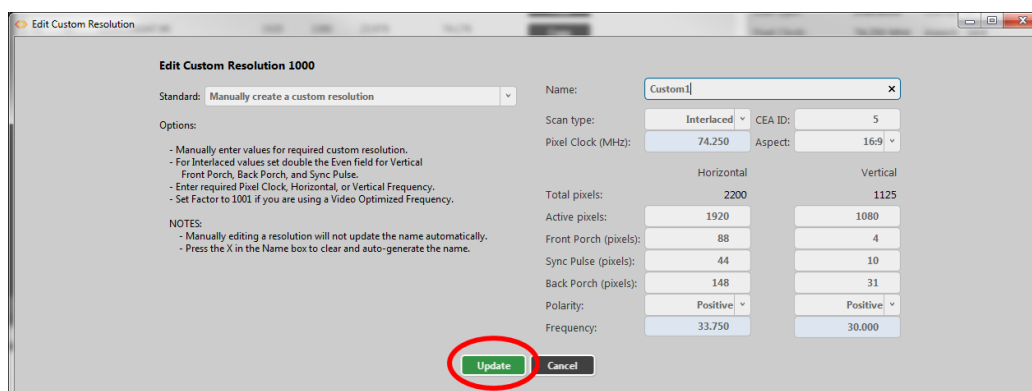 Edit Custom Resolution
Edit Custom Resolution 1000
Standard: Manually create a custom resolution
Options:
- Manually enter values for required custom resolution.
- For Interlaced values set double the Even field for Vertical
Front Porch, Back Porch, and Sync Pulse.
- Enter required Pixel Clock, Horizontal, or Vertical Frequency.
- Set Factor to 1001 if you are using a Video Optimized Frequency.
NOTES:
- Manually editing a resolution will not update the name automatically.
- Press the X in the Name box to clear and auto-generate the name.
Name: Custom1 x
Scan type: Interlaced CEA ID: 5
Pixel Clock (MHz): 74.250 Aspect: 16:9
Horizontal Vertical
Total pixels: 2200 1125
Active pixels: 1920 1080
Front Porch (pixels): 88 4
Sync Pulse (pixels): 44 10
Back Porch (pixels): 148 31
Polarity: Positive Positive
Frequency: 33.750 30.000
Update Cancel